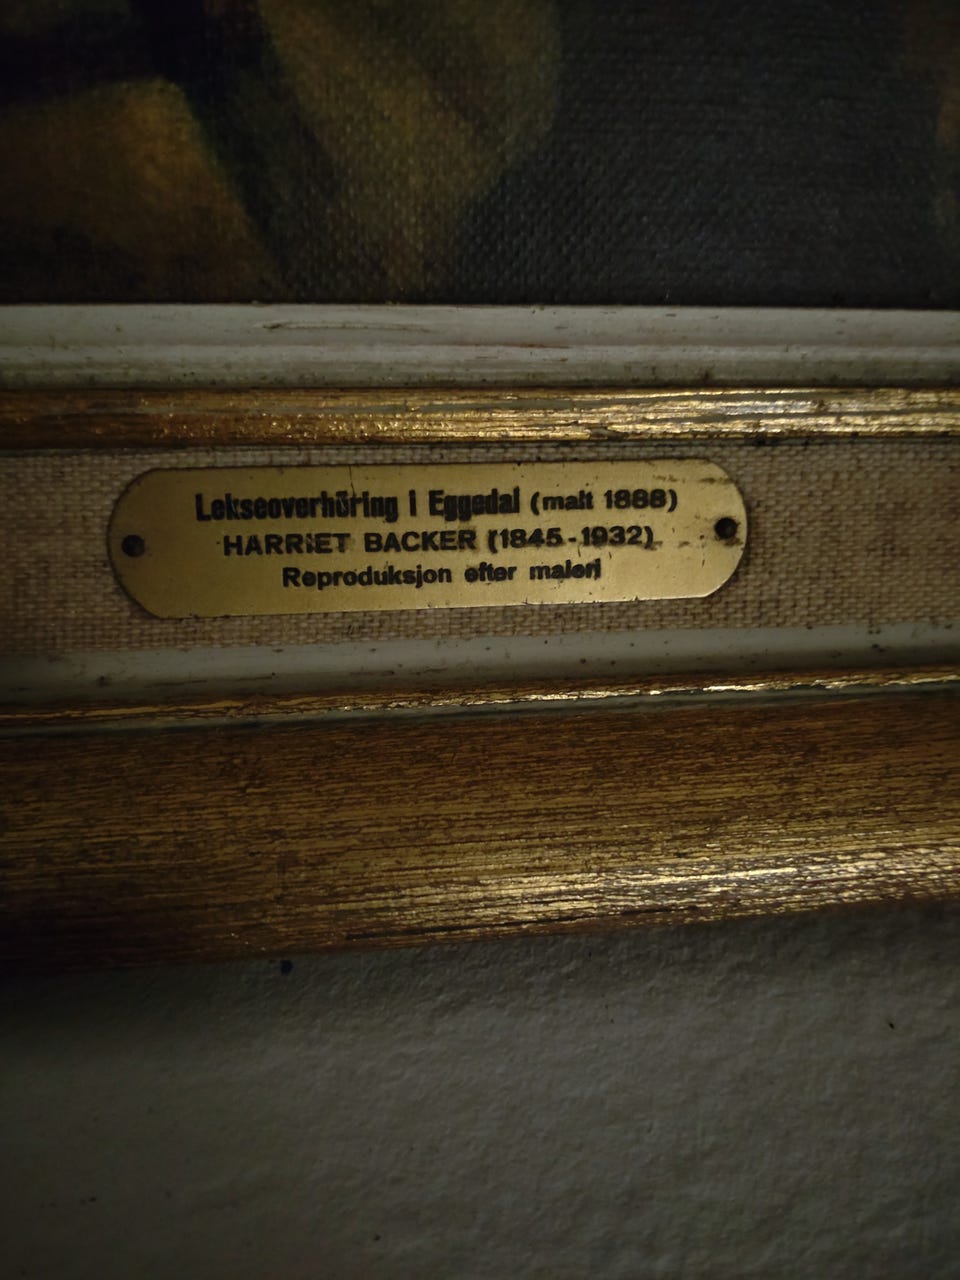 Lekseoverhöring i Eggedal (malt 1888)
HARRIET BACKER (1845-1932)
Reproduksjon efter maleri